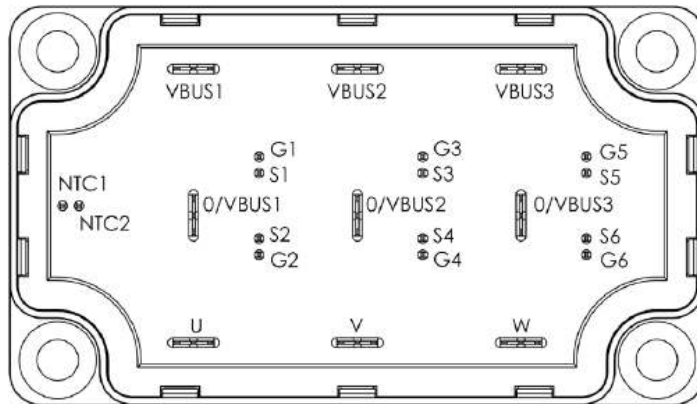 VBUS1 VBUS2 VBUS3
G1 G3 G5
S1 S3 S5
NTC1
NTC2
0/VBUS1 0/VBUS2 0/VBUS3
S2 S4 S6
G2 G4 G6
U V W